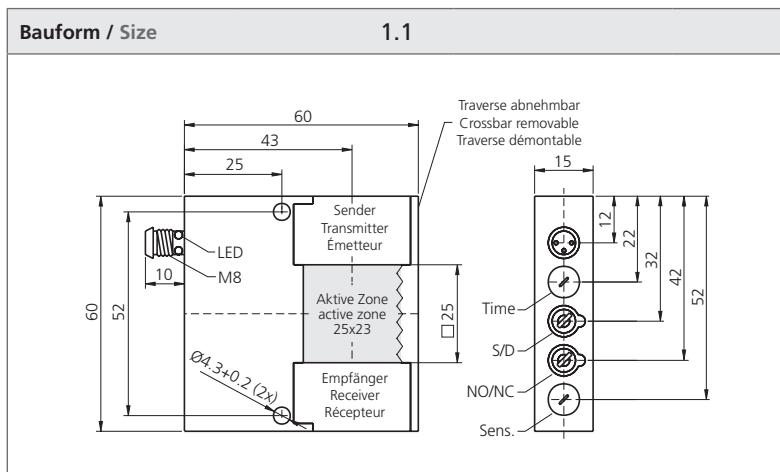 Bauform / Size
1.1
Traverse abnehmbar
Crossbar removable
Traverse démontable
60
43
25
15
Sender
Transmitter
Émetteur
LED
M8
10
60
52
Aktive Zone
active zone
25x23
□ 25
Ø4.3+0.2 (2x)
Empfänger
Receiver
Récepteur
12
22
32
42
52
Time
S/D
NO/NC
Sens.